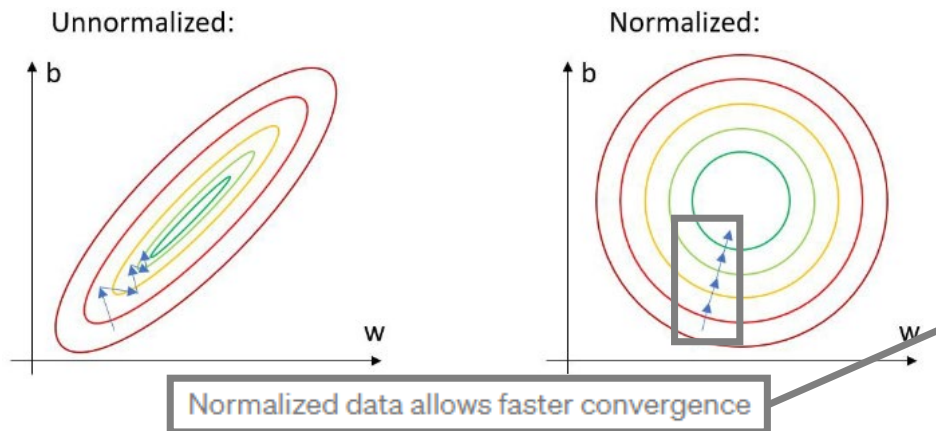 Unnormalized:
Normalized:
b
b
w
w
Normalized data allows faster convergence